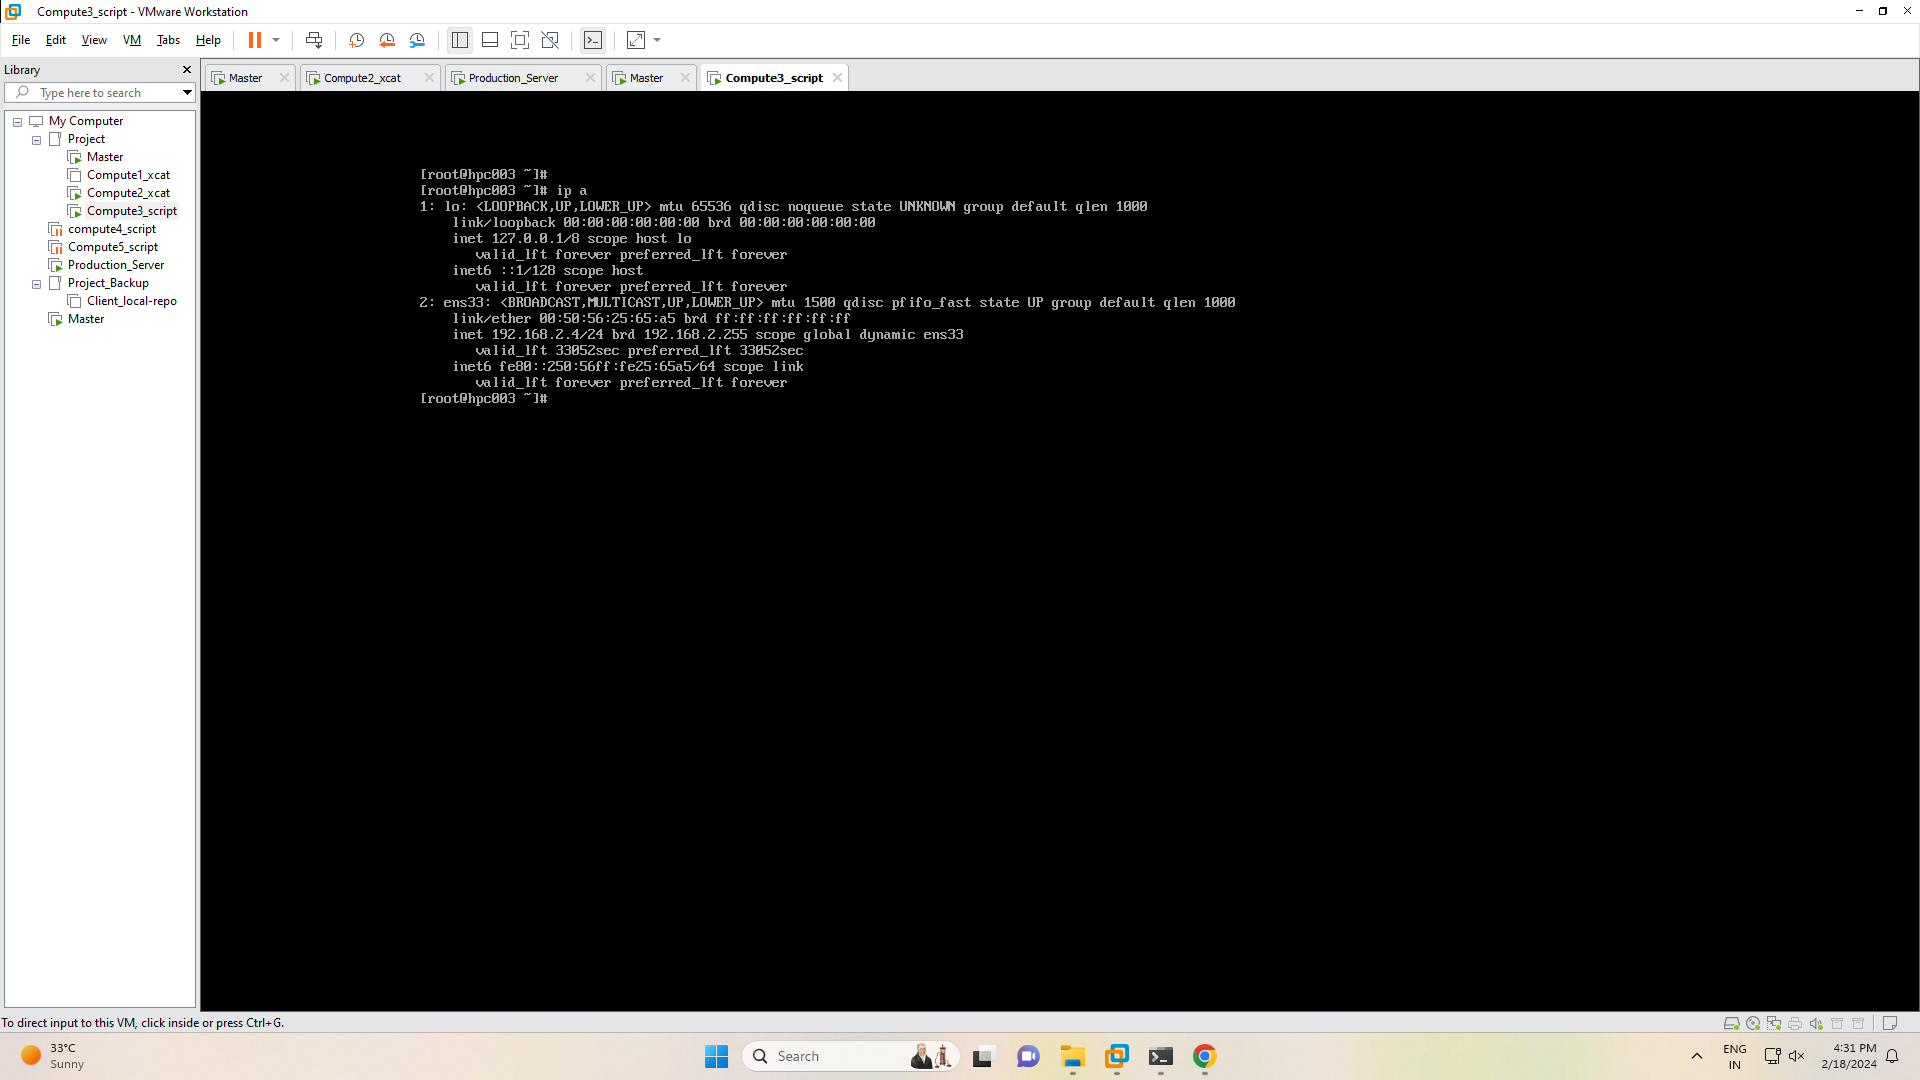 Compute3_script - VMware Workstation
File Edit View VM Tabs Help
Library
Type here to search
My Computer
Project
Master
Compute1_xcat
Compute2_xcat
Compute3_script
compute4_script
Compute5_script
Production_Server
Project_Backup
Client_local-repo
Master
Master Compute2_xcat Production_Server Master Compute3_script
[root@hpc003 ~]#
[root@hpc003 ~]# ip a
1: lo: <LOOPBACK,UP,LOWER_UP> mtu 65536 qdisc noqueue state UNKNOWN group default qlen 1000
link/loopback 00:00:00:00:00:00 brd 00:00:00:00:00:00
inet 127.0.0.1/8 scope host lo
valid_lft forever preferred_lft forever
inet6 ::1/128 scope host
valid_lft forever preferred_lft forever
2: ens33: <BROADCAST,MULTICAST,UP,LOWER_UP> mtu 1500 qdisc pfifo_fast state UP group default qlen 1000
link/ether 00:50:56:25:65:a5 brd ff:ff:ff:ff:ff:ff
inet 192.168.2.4/24 brd 192.168.2.255 scope global dynamic ens33
valid_lft 33052sec preferred_lft 33052sec
inet6 fe80::250:56ff:fe25:65a5/64 scope link
valid_lft forever preferred_lft forever
[root@hpc003 ~]#
To direct input to this VM, click inside or press Ctrl+G.
33°C
Sunny
Search
ENG
IN
4:31 PM
2/18/2024